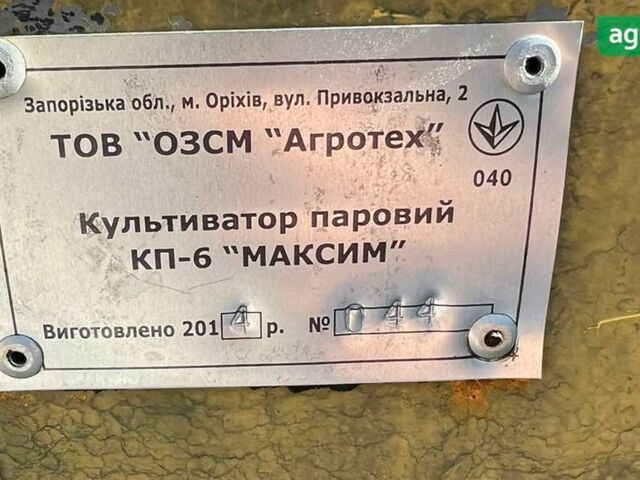 ag
Запорізька обл., м. Оріхів, вул. Привокзальна, 2
ТОВ “ОЗСМ “Агротех”
040
Культиватор паровий
КП-6 “МАКСИМ”
Виготовлено 2014 р. № 044